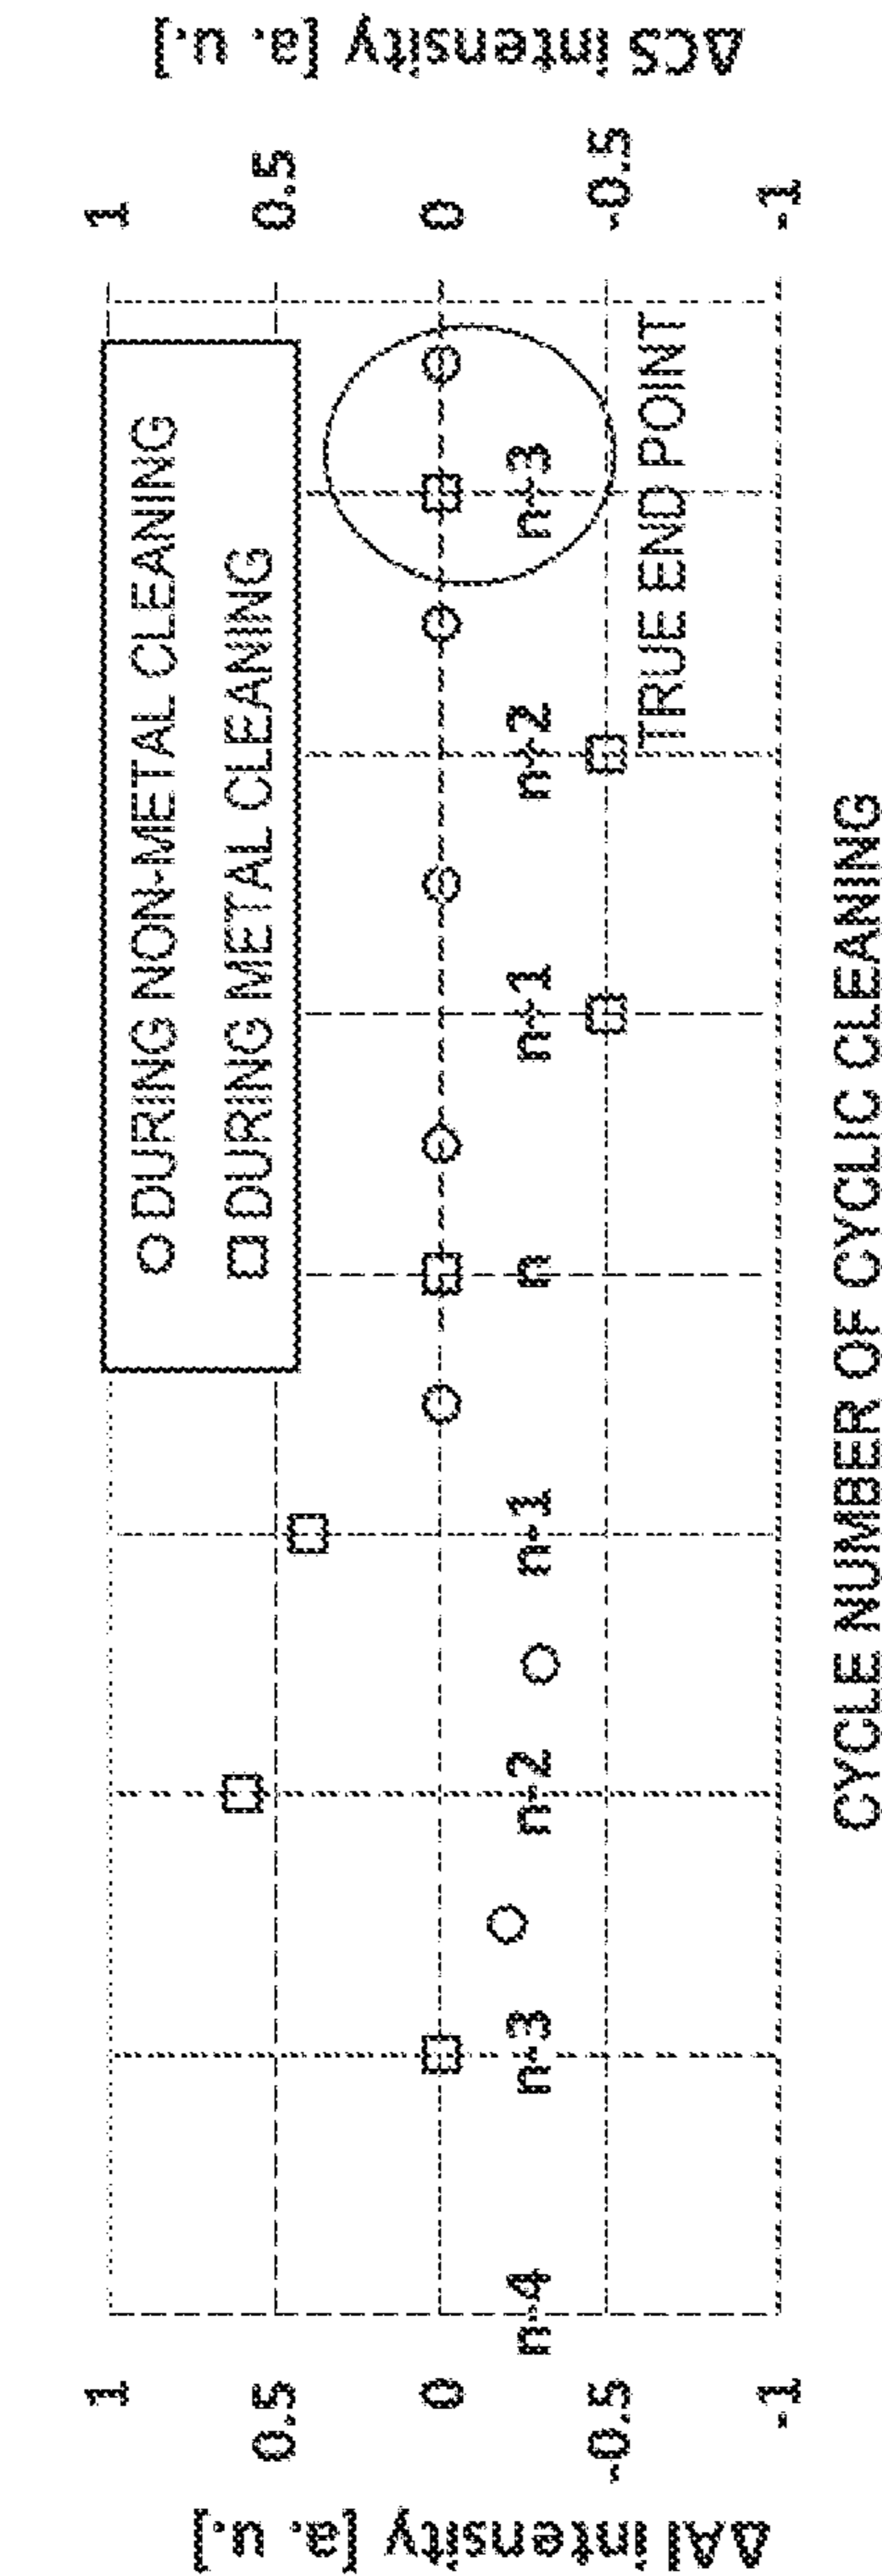 ΔAl intensity [a. u.]
1
0.5
0
-0.5
-1
○ DURING NON-METAL CLEANING
□ DURING METAL CLEANING
n-4
n-3
n-2
n-1
n
n+1
n+2
n+3
TRUE END POINT
1
0.5
0
-0.5
-1
ΔCS intensity [a. u.]
CYCLE NUMBER OF CYCLIC CLEANING